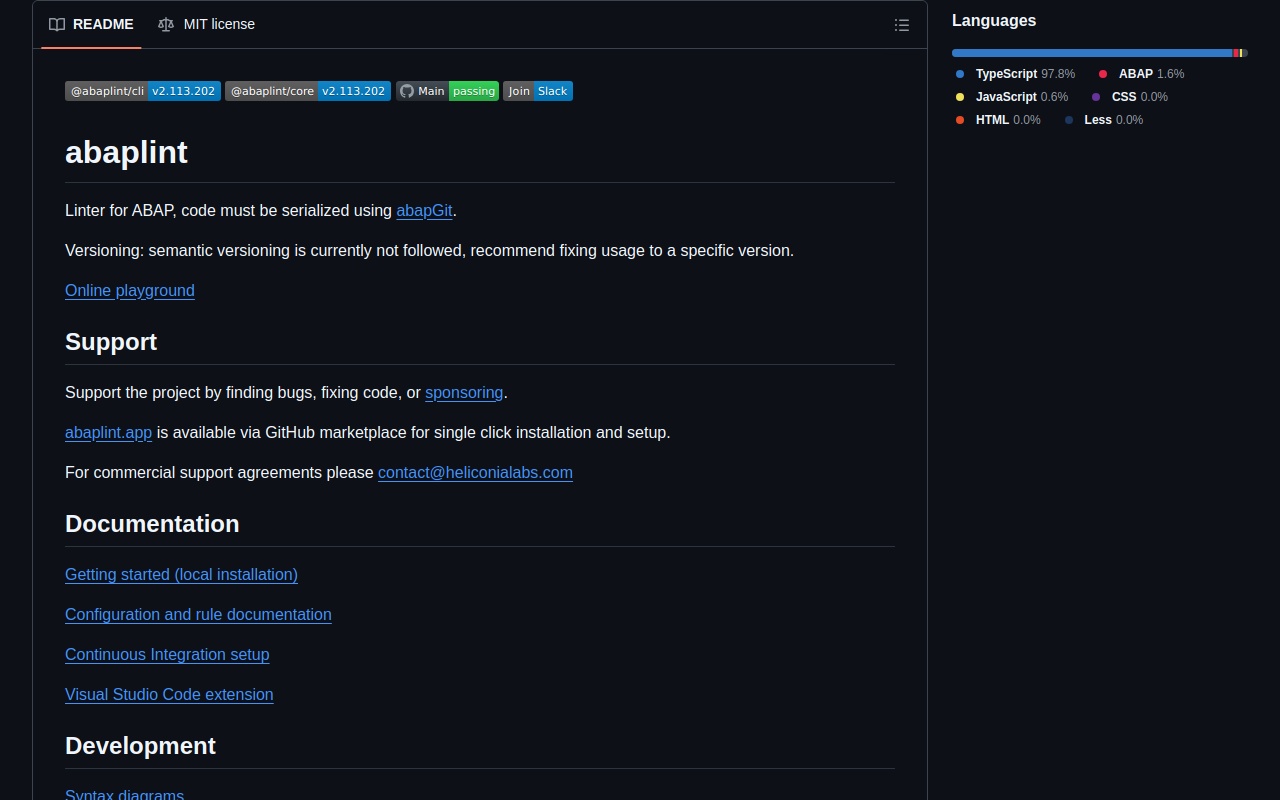 README
MIT license
@abaplint/cli v2.113.202 @abaplint/core v2.113.202 Main passing Join Slack
abaplint
Linter for ABAP, code must be serialized using abapGit.
Versioning: semantic versioning is currently not followed, recommend fixing usage to a specific version.
Online playground
Support
Support the project by finding bugs, fixing code, or sponsoring.
abaplint.app is available via GitHub marketplace for single click installation and setup.
For commercial support agreements please contact@heliconialabs.com
Documentation
Getting started (local installation)
Configuration and rule documentation
Continuous Integration setup
Visual Studio Code extension
Development
Syntax diagrams
Languages
TypeScript 97.8% ABAP 1.6%
JavaScript 0.6% CSS 0.0%
HTML 0.0% Less 0.0%